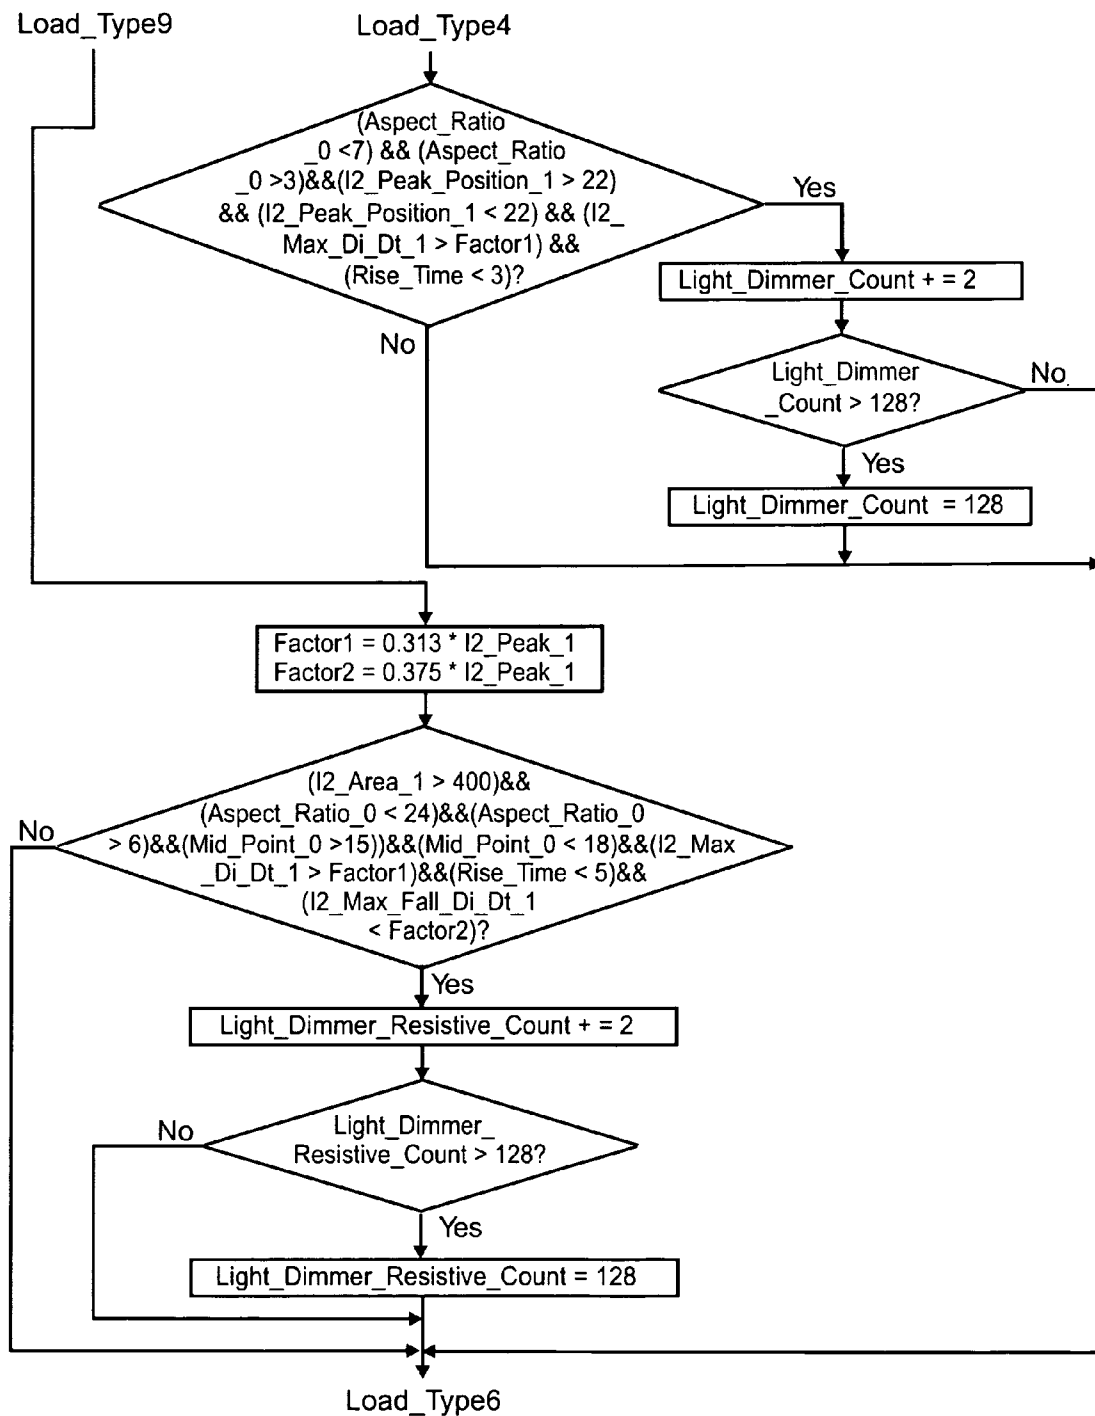 Load_Type9
Load_Type4
(Aspect_Ratio
_0 <7) && (Aspect_Ratio
_0 >3)&&(I2_Peak_Position_1 > 22)
&& (I2_Peak_Position_1 < 22) && (I2_
Max_Di_Dt_1 > Factor1) &&
(Rise_Time < 3)?
Yes
No
Light_Dimmer_Count + = 2
Light_Dimmer
_Count > 128?
No
Yes
Light_Dimmer_Count = 128
Factor1 = 0.313 * I2_Peak_1
Factor2 = 0.375 * I2_Peak_1
(I2_Area_1 > 400)&&
(Aspect_Ratio_0 < 24)&&(Aspect_Ratio_0
> 6)&&(Mid_Point_0 >15))&&(Mid_Point_0 < 18)&&(I2_Max
_Di_Dt_1 > Factor1)&&(Rise_Time < 5)&&
(I2_Max_Fall_Di_Dt_1
< Factor2)?
No
Yes
Light_Dimmer_Resistive_Count + = 2
Light_Dimmer_
Resistive_Count > 128?
No
Yes
Light_Dimmer_Resistive_Count = 128
Load_Type6